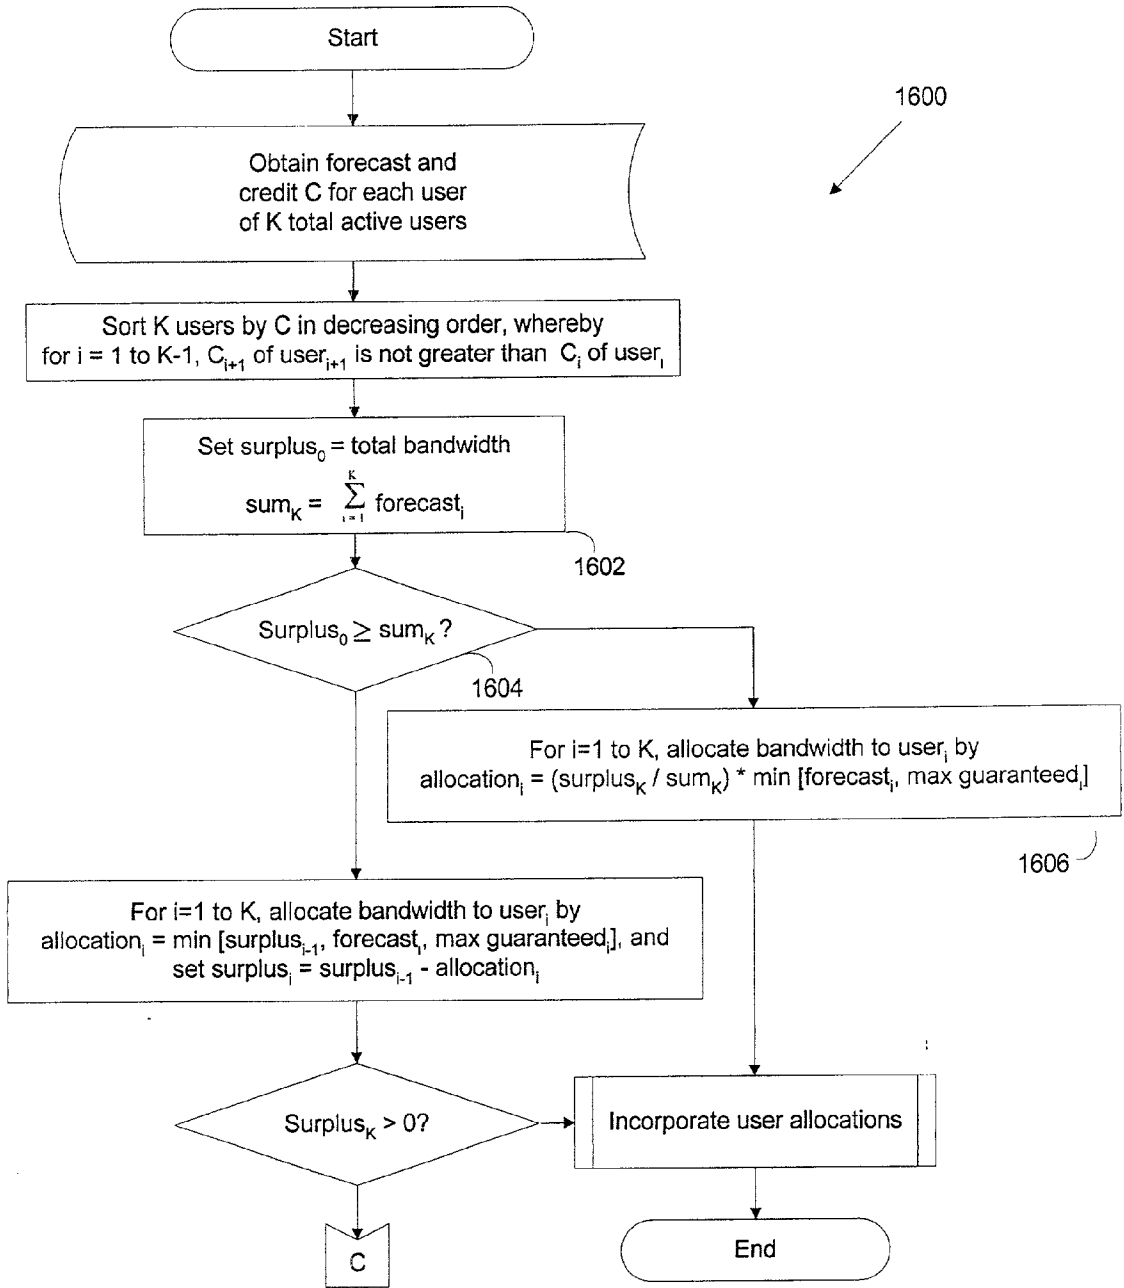 Start
1600
Obtain forecast and
credit C for each user
of K total active users
Sort K users by C in decreasing order, whereby
for i = 1 to K-1, C_{i+1} of user_{i+1} is not greater than C_i of user_i
Set surplus_0 = total bandwidth
sum_K = \sum_{i=1}^{K} forecast_i
1602
Surplus_0 ≥ sum_K ?
1604
For i=1 to K, allocate bandwidth to user_i by
allocation_i = (surplus_K / sum_K) * min [forecast_i, max guaranteed_i]
1606
For i=1 to K, allocate bandwidth to user_i by
allocation_i = min [surplus_{i-1}, forecast_i, max guaranteed_i], and
set surplus_i = surplus_{i-1} - allocation_i
Surplus_K > 0?
Incorporate user allocations
C
End